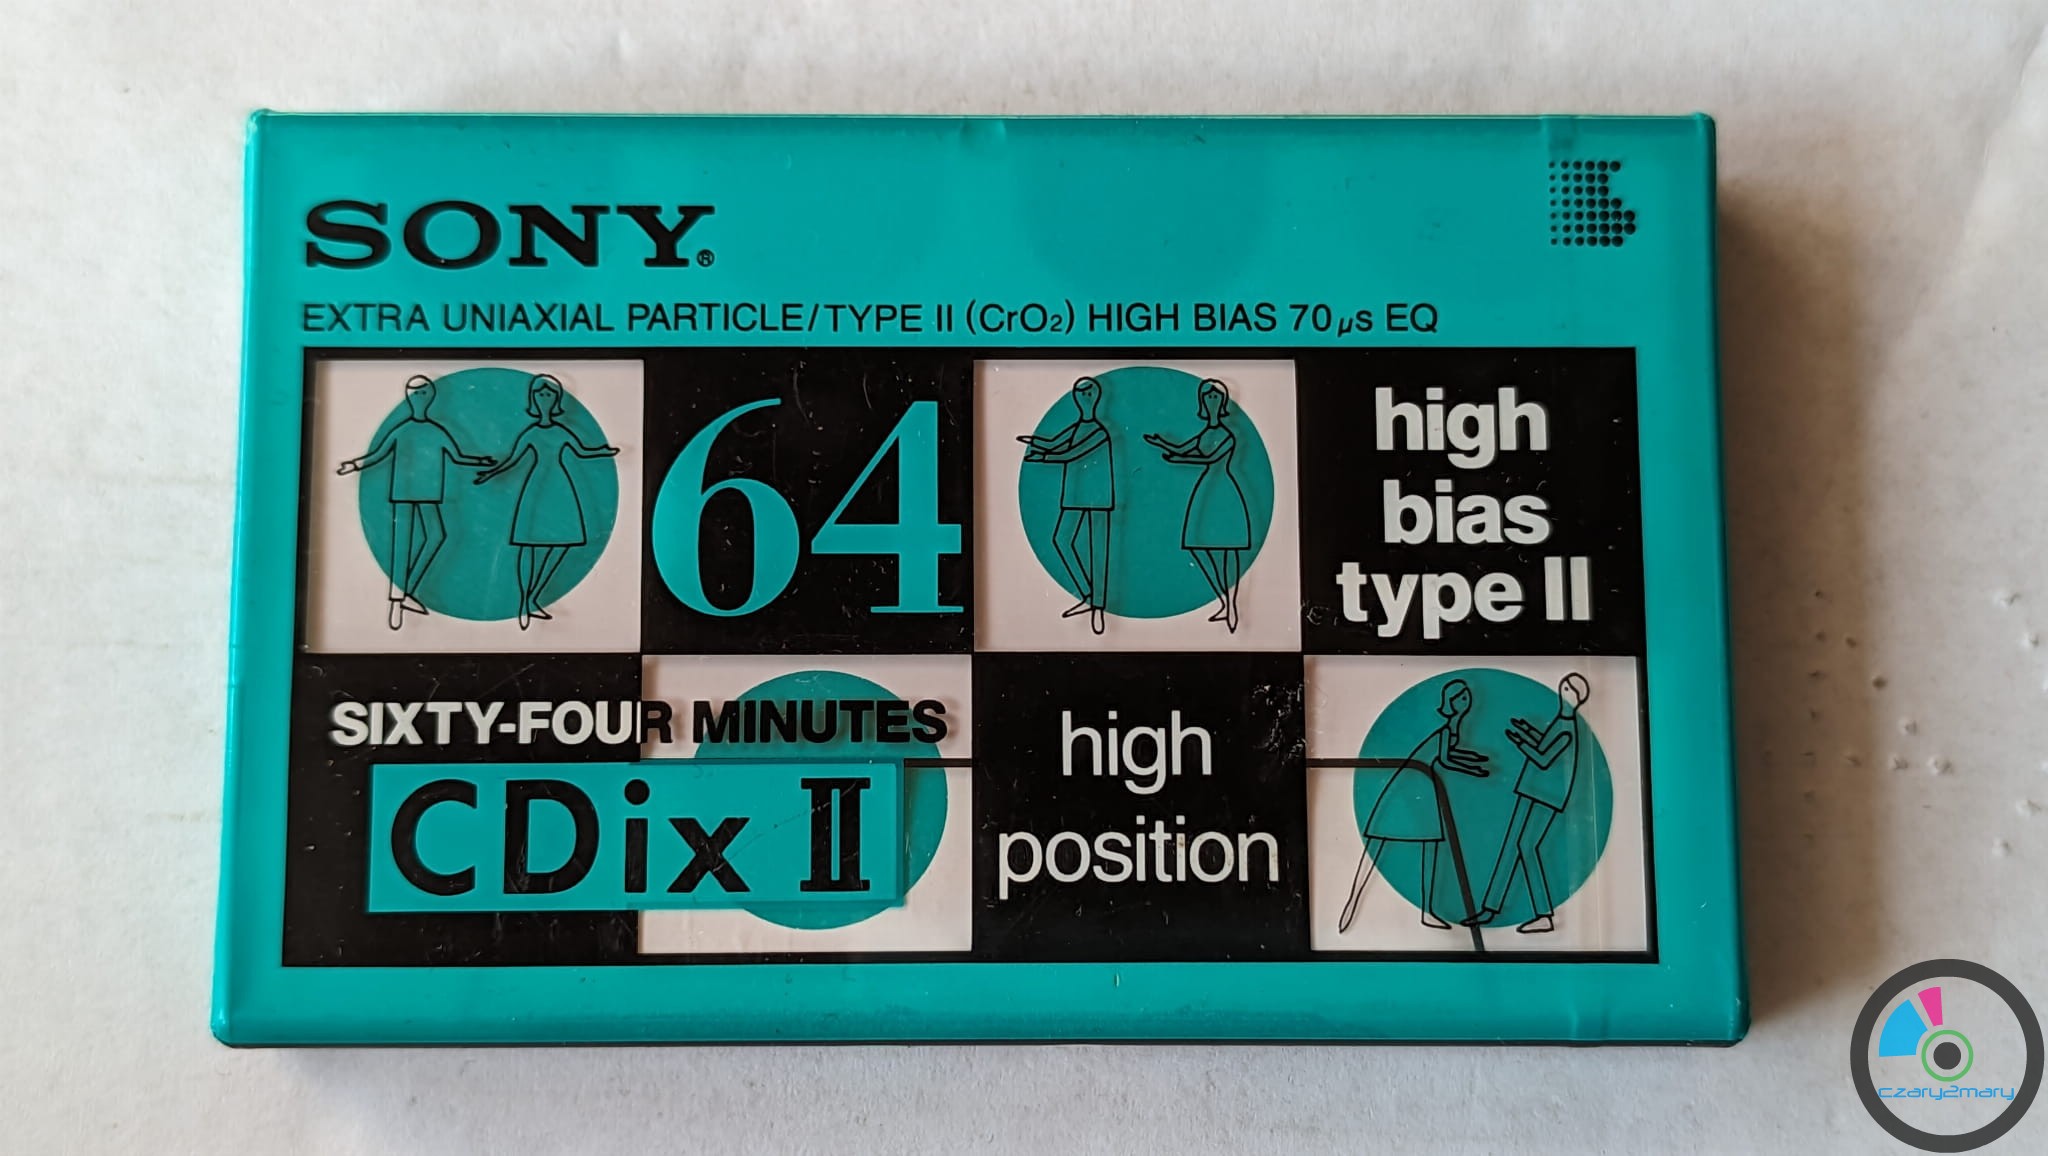 SONY®
EXTRA UNIAXIAL PARTICLE/TYPE II (CrO₂) HIGH BIAS 70μs EQ
64
high
bias
type II
SIXTY-FOUR MINUTES
CDix II
high
position
czary2mary